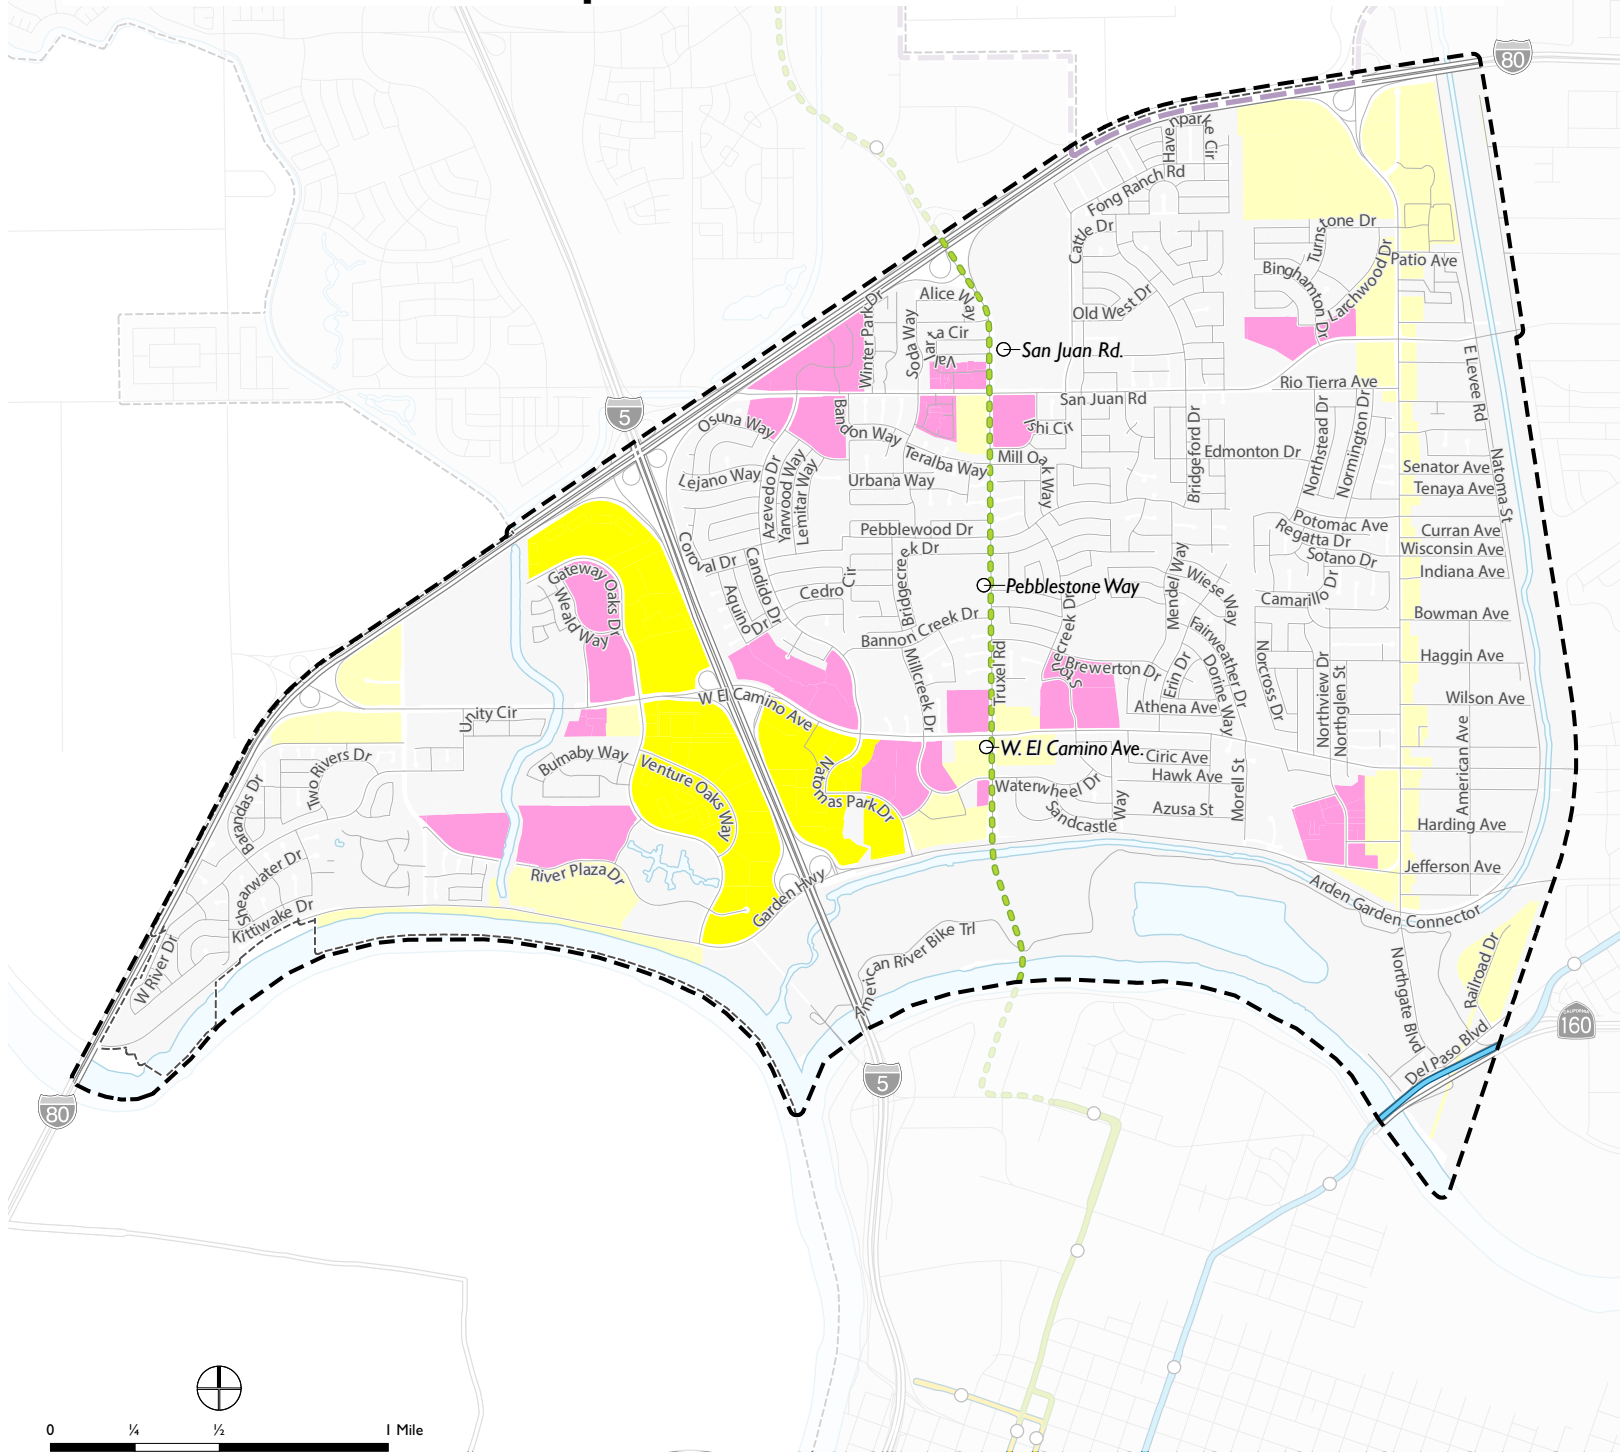 80
Havenpark Cir
Fong Ranch Rd
Cattle Dr
Turnstone Dr
Patio Ave
Binghamton Dr
Larchwood Dr
Alice Way
Winter Park Dr
Old West Dr
Soda Way
Valara Cir
San Juan Rd.
E Levee Rd
Rio Tierra Ave
San Juan Rd
5
Osuna Way
Bandon Way
Ishi Cir
Northstead Dr
Normington Dr
Bridgeford Dr
Edmonton Dr
Teralba Way
Mill Oak Way
Lejano Way
Urbana Way
Azevedo Dr
Yarwood Way
Lemitar Way
Senator Ave
Tenaya Ave
Natoma St
Pebblewood Dr
Potomac Ave
Regatta Dr
Curran Ave
Sotano Dr
Wisconsin Ave
Coroval Dr
Candido Dr
Bridgecreek Dr
Indiana Ave
Gateway Oaks Dr
Weald Way
Aquino Dr
Cedro Cir
Pebblestone Way
Mendel Way
Wiese Way
Camarillo Dr
Bowman Ave
Bannon Creek Dr
Stonecreek Dr
Fairweather Dr
Millcreek Dr
Truxel Rd
Brewerton Dr
Erin Dr
Dorine Way
Norcross Dr
Northview Dr
Northglen St
Haggin Ave
Wilson Ave
W El Camino Ave
Athena Ave
Unity Cir
American Ave
W. El Camino Ave.
Ciric Ave
Hawk Ave
Burnaby Way
Two Rivers Dr
Venture Oaks Way
Natomas Park Dr
Waterwheel Dr
Sandcastle Way
Azusa St
Morell St
Barandas Dr
Harding Ave
Jefferson Ave
Shearwater Dr
River Plaza Dr
Garden Hwy
Arden Garden Connector
Kittiwake Dr
W River Dr
American River Bike Trl
Northgate Blvd
Railroad Dr
Del Paso Blvd
CALIFORNIA
160
5
80
0 ¼ ½ 1 Mile